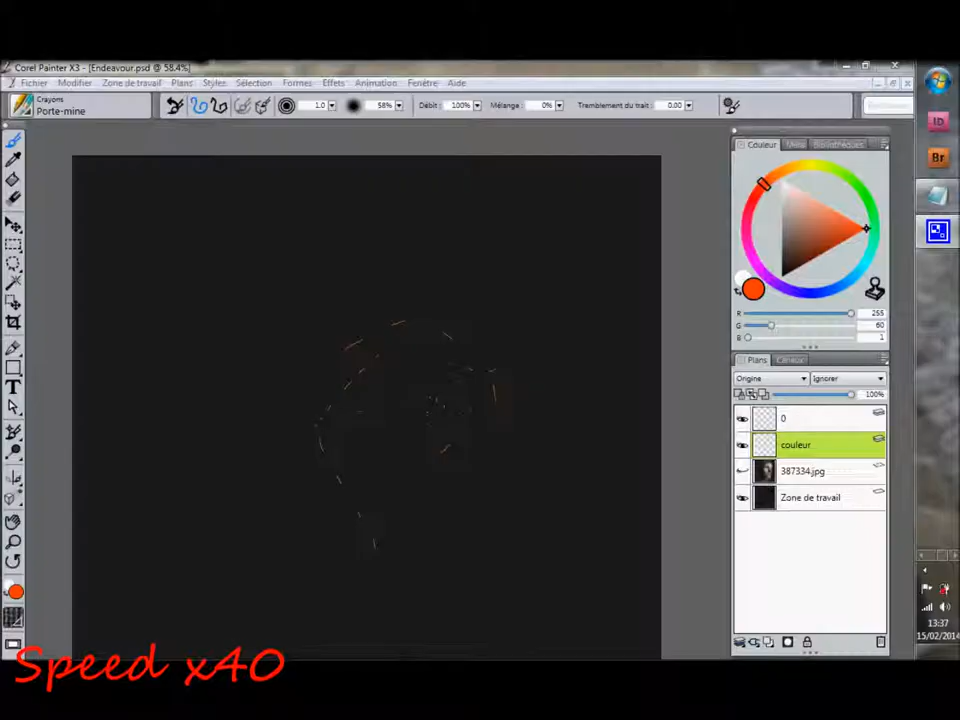 Corel Painter X3 - [Endeavour.psd @ 58.4%]
Fichier Modifier Zone de travail Plans Styles Sélection Formes Effets Animation Fenêtre Aide
Crayons
Porte-mine
1.0
58%
Débit : 100%
Mélange : 0%
Tremblement du trait : 0.00
ID
Br
Couleur
Bibliothèques
R 255
G 60
B 1
Plans
Origine Ignorer
100%
0
couleur
387334.jpg
Zone de travail
T
13:37
15/02/2014
Speed x40